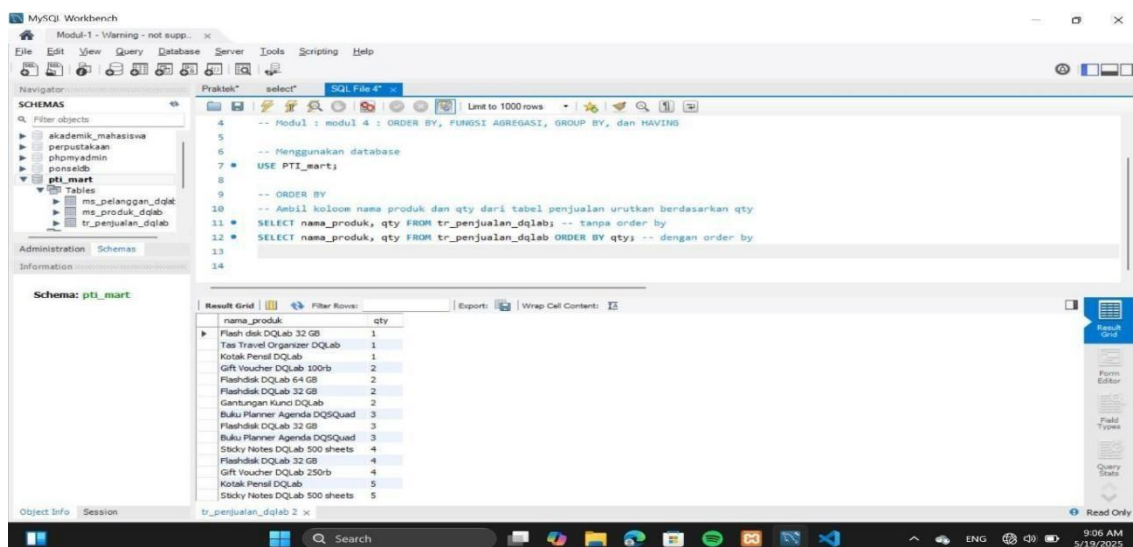 MySQL Workbench
Modul-1 - Warning - not supp...
File Edit View Query Database Server Tools Scripting Help
Navigator
SCHEMAS
Filter objects
akademik_mahasiswa
perpustakaan
phpmyadmin
ponseldb
pti_mart
Tables
ms_pelanggan_dqlat
ms_produk_dqlab
tr_penjualan_dqlab
Administration Schemas
Information
Schema: pti_mart
Object Info Session
Praktek* select* SQL File 4*
Limit to 1000 rows
4 -- Modul : modul 4 : ORDER BY, FUNGSI AGREGASI, GROUP BY, dan HAVING
5
6 -- Menggunakan database
7 USE PTI_mart;
8
9 -- ORDER BY
10 -- Ambil koloom nama produk dan qty dari tabel penjualan urutkan berdasarkan qty
11 SELECT nama_produk, qty FROM tr_penjualan_dqlab; -- tanpa order by
12 SELECT nama_produk, qty FROM tr_penjualan_dqlab ORDER BY qty; -- dengan order by
13
14
Result Grid Filter Rows: Export: Wrap Cell Content:
nama_produk qty
Flash disk DQLab 32 GB 1
Tas Travel Organizer DQLab 1
Kotak Pensil DQLab 1
Gift Voucher DQLab 100rb 2
Flashdisk DQLab 64 GB 2
Flashdisk DQLab 32 GB 2
Gantungan Kunci DQLab 2
Buku Planner Agenda DQSQuad 3
Flashdisk DQLab 32 GB 3
Buku Planner Agenda DQSQuad 3
Sticky Notes DQLab 500 sheets 4
Flashdisk DQLab 32 GB 4
Gift Voucher DQLab 250rb 4
Kotak Pensil DQLab 5
Sticky Notes DQLab 500 sheets 5
Result
Grid
Form
Editor
Field
Types
Query
Stats
tr_penjualan_dqlab 2
Read Only
Search
ENG
9:06 AM
5/19/2025